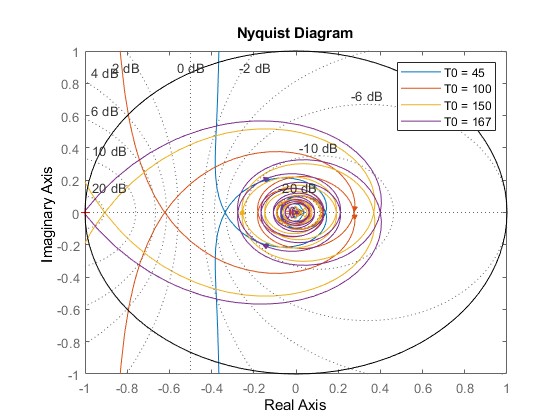 Nyquist Diagram
1
0.8
0.6
0.4
0.2
0
-0.2
-0.4
-0.6
-0.8
-1
Imaginary Axis
4 dB
2 dB
0 dB
-2 dB
6 dB
-6 dB
10 dB
-10 dB
20 dB
-20 dB
T0 = 45
T0 = 100
T0 = 150
T0 = 167
-1 -0.8 -0.6 -0.4 -0.2 0 0.2 0.4 0.6 0.8 1
Real Axis